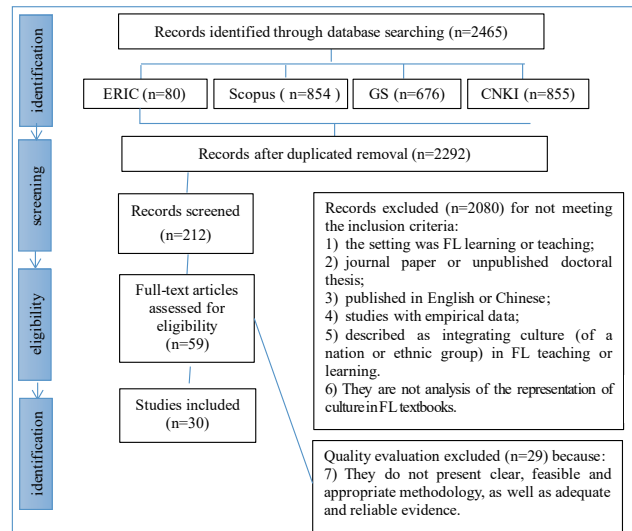 Records identified through database searching (n=2465)
identification
ERIC (n=80)
Scopus ( n=854 )
GS (n=676)
CNKI (n=855)
Records after duplicated removal (n=2292)
screening
Records screened
(n=212)
Records excluded (n=2080) for not meeting
the inclusion criteria:
1) the setting was FL learning or teaching;
2) journal paper or unpublished doctoral
thesis;
3) published in English or Chinese;
4) studies with empirical data;
5) described as integrating culture (of a
nation or ethnic group) in FL teaching or
learning.
6) They are not analysis of the representation of
culture in FL textbooks.
eligibility
Full-text articles
assessed for
eligibility
(n=59)
identification
Studies included
(n=30)
Quality evaluation excluded (n=29) because:
7) They do not present clear, feasible and
appropriate methodology, as well as adequate
and reliable evidence.